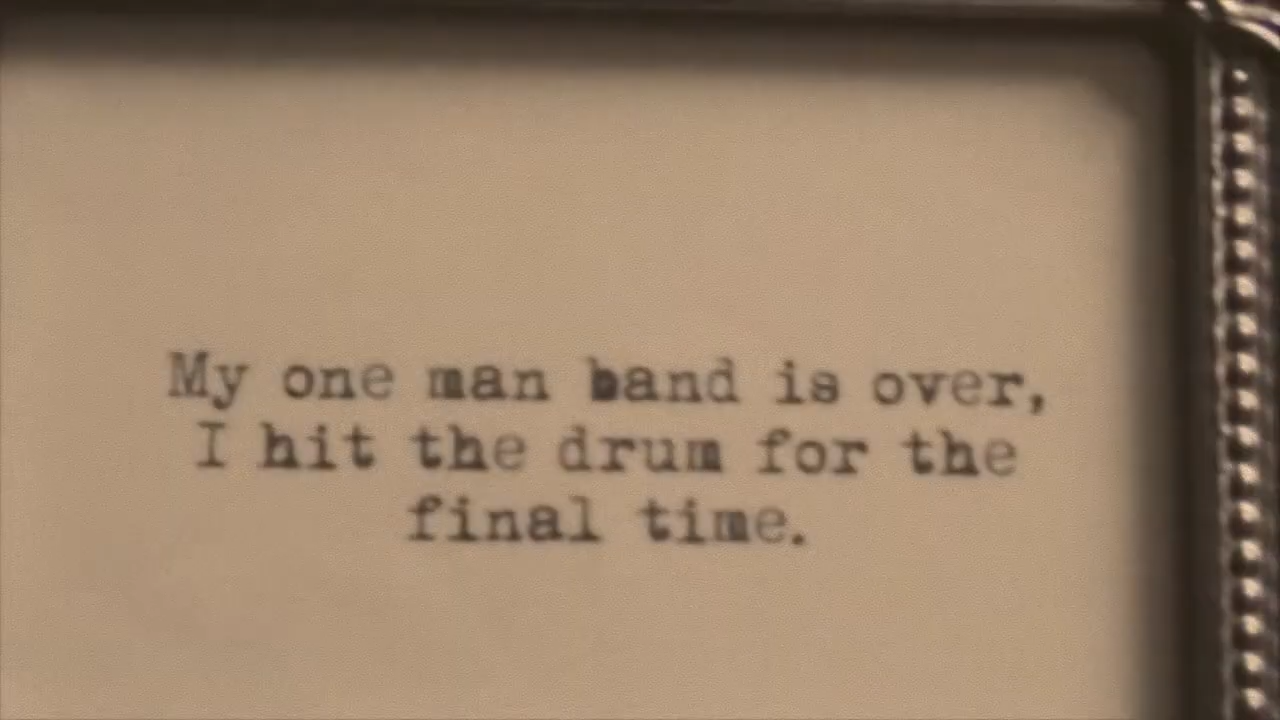 My one man band is over,
I hit the drum for the
final time.